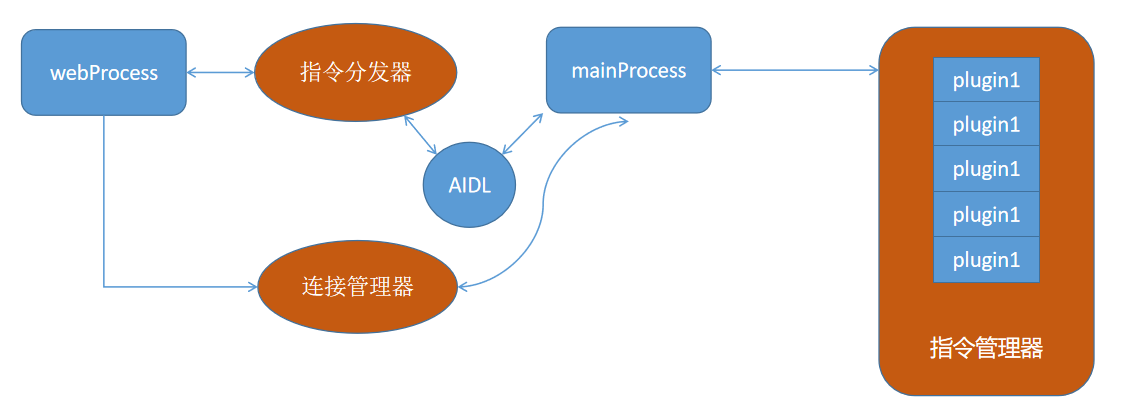 webProcess
指令分发器
mainProcess
AIDL
连接管理器
plugin1
plugin1
plugin1
plugin1
plugin1
指令管理器